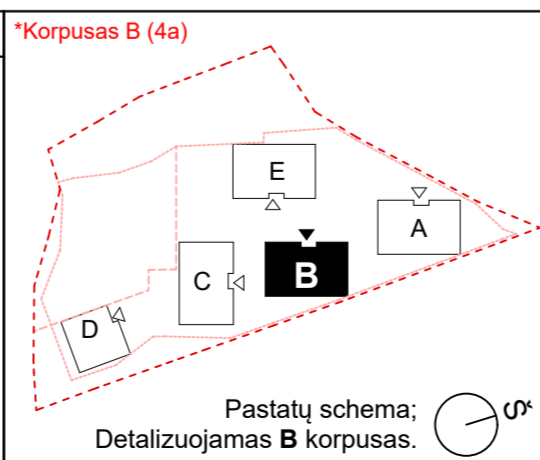 *Korpusas B (4a)
E
A
B
C
D
Pastatų schema;
Detalizuojamas B korpusas.
Š